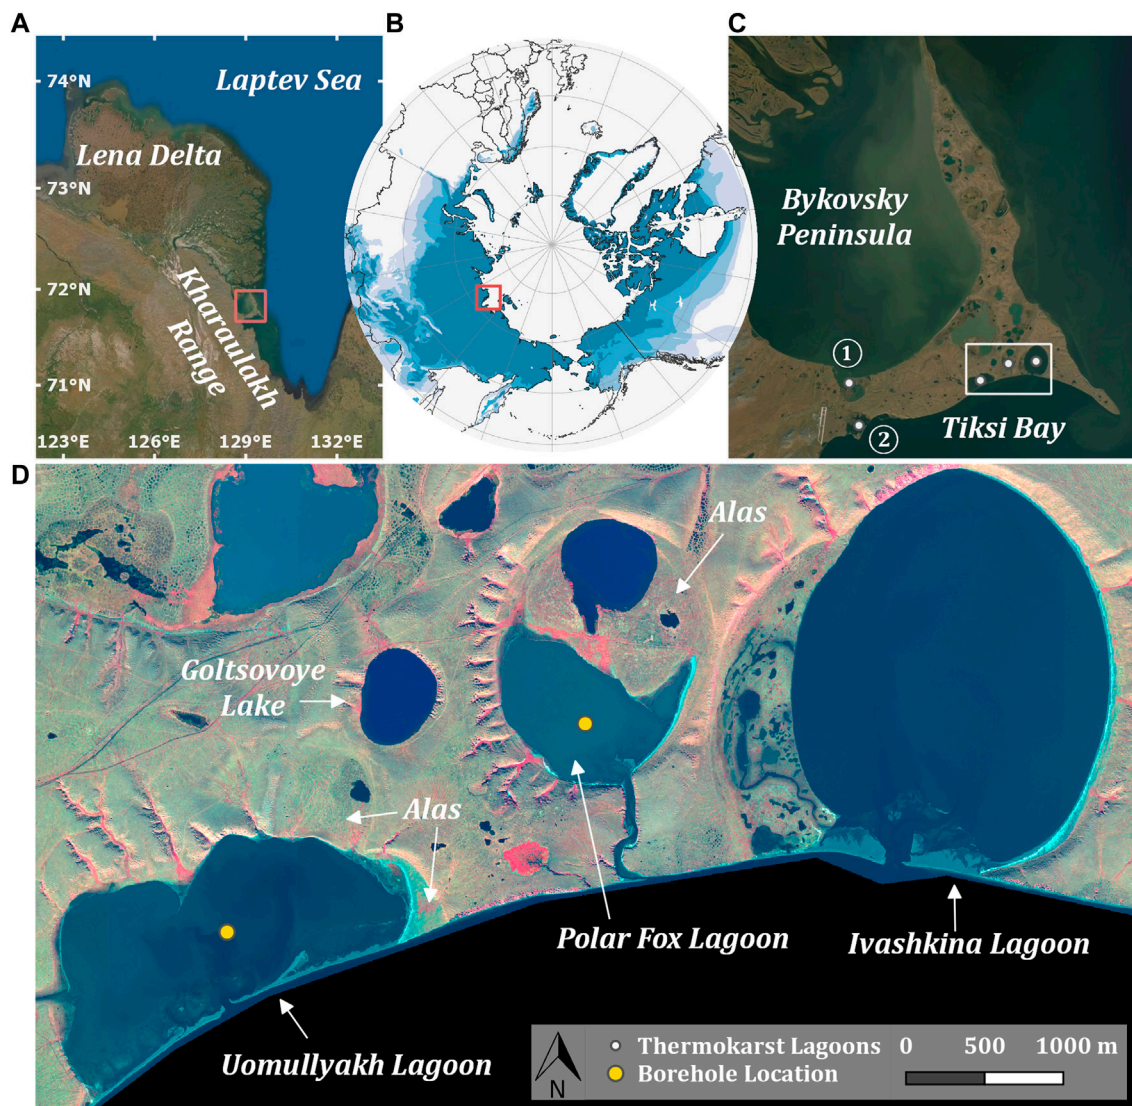 A
B
C
74°N
Laptev Sea
Lena Delta
73°N
Bykovsky
Peninsula
72°N
Kharaulakh
Range
71°N
1
123°E
126°E
129°E
132°E
2
Tiksi Bay
D
Alas
Goltsovoye
Lake
Alas
Polar Fox Lagoon
Ivashkina Lagoon
Uomullyakh Lagoon
N
Thermokarst Lagoons
Borehole Location
0
500
1000 m